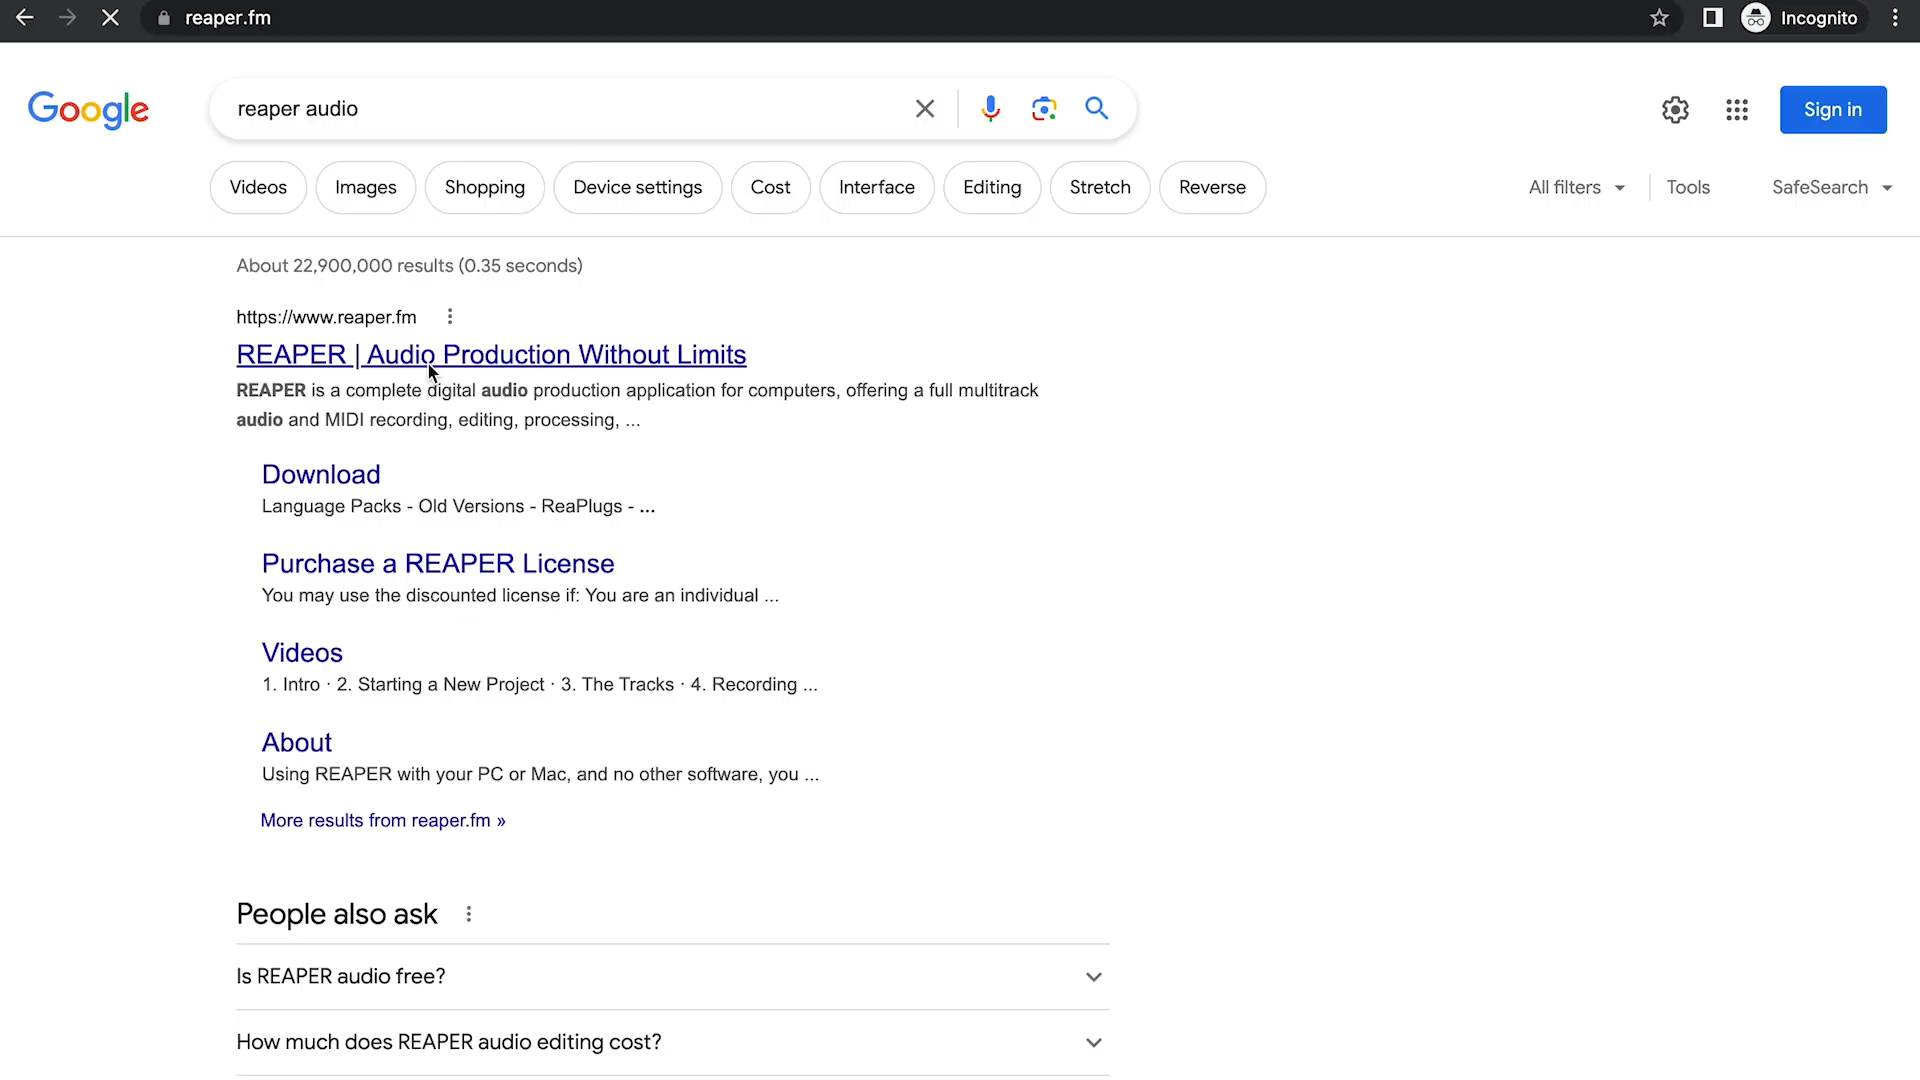 reaper.fm
Incognito
Google
reaper audio
Sign in
Videos
Images
Shopping
Device settings
Cost
Interface
Editing
Stretch
Reverse
All filters
Tools
SafeSearch
About 22,900,000 results (0.35 seconds)
https://www.reaper.fm
REAPER | Audio Production Without Limits
REAPER is a complete digital audio production application for computers, offering a full multitrack
audio and MIDI recording, editing, processing, ...
Download
Language Packs - Old Versions - ReaPlugs - ...
Purchase a REAPER License
You may use the discounted license if: You are an individual ...
Videos
1. Intro · 2. Starting a New Project · 3. The Tracks · 4. Recording ...
About
Using REAPER with your PC or Mac, and no other software, you ...
More results from reaper.fm »
People also ask
Is REAPER audio free?
How much does REAPER audio editing cost?